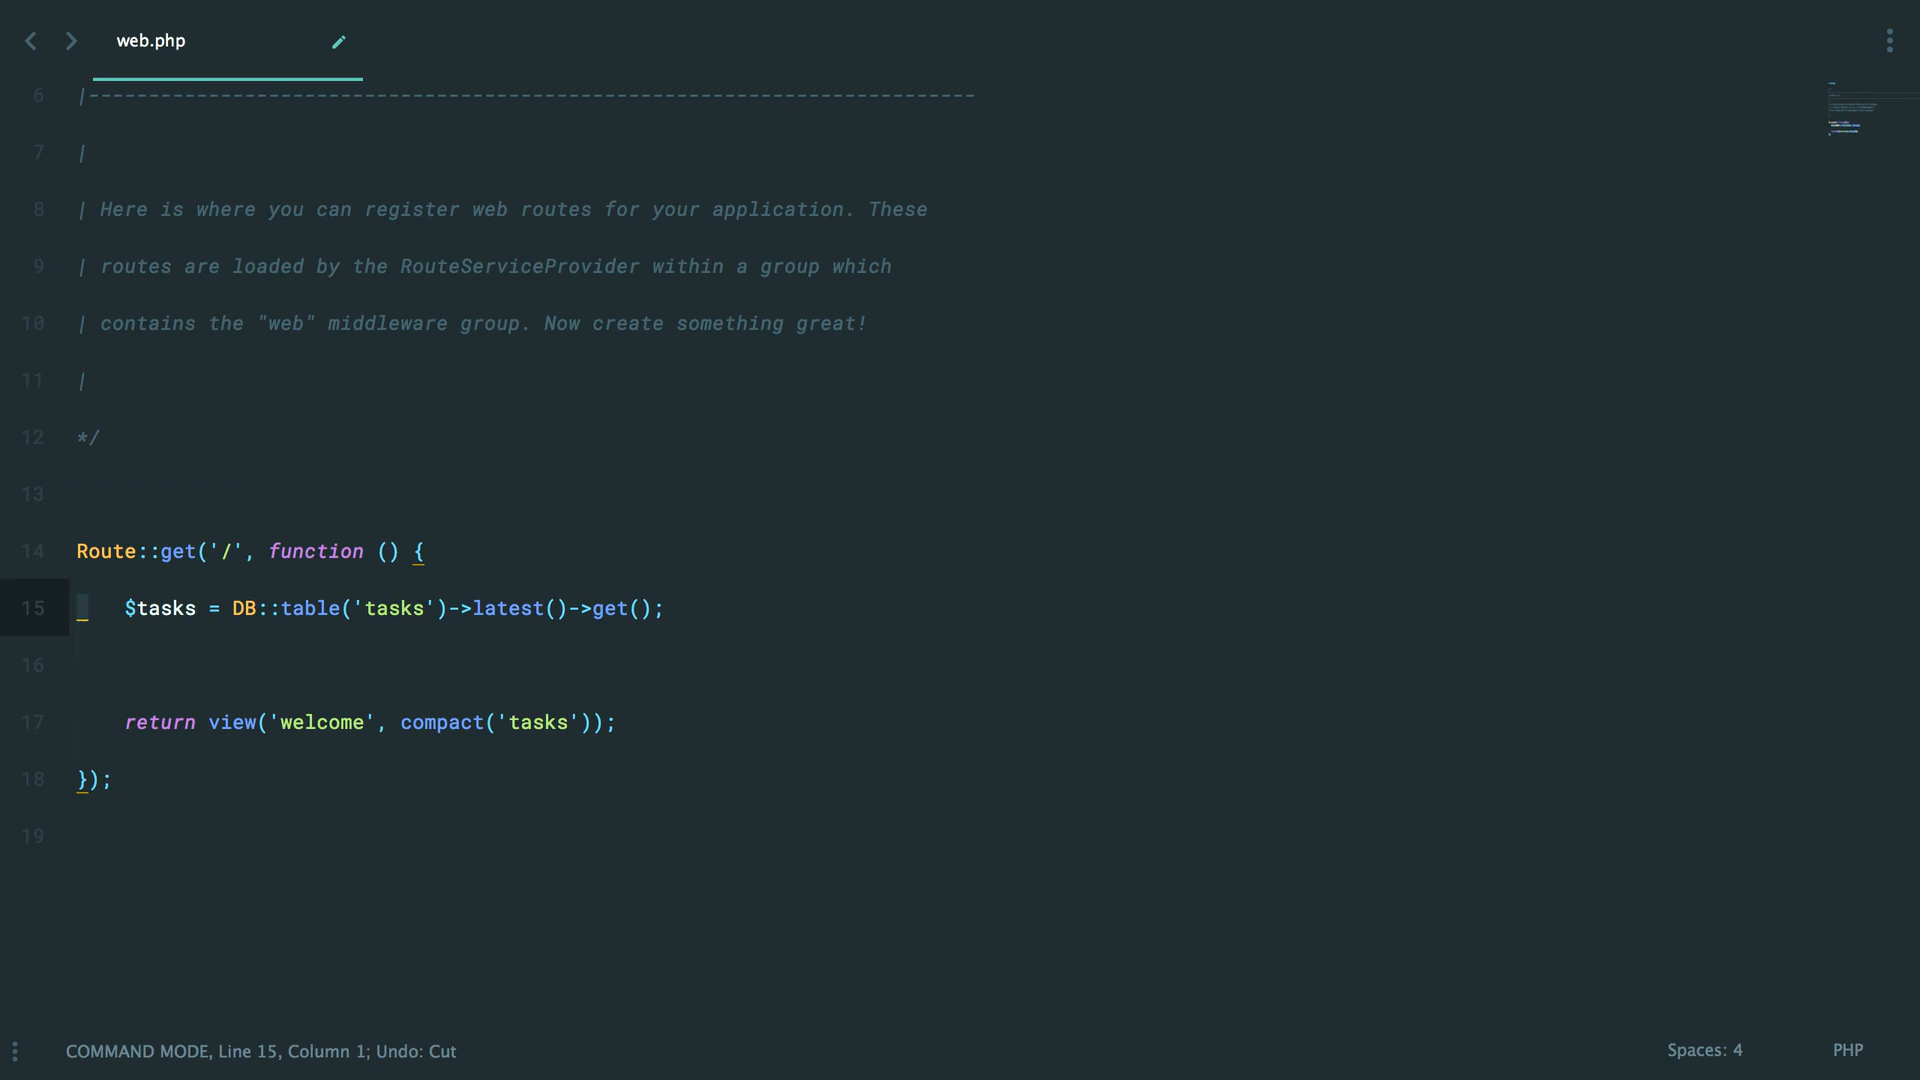 web.php
6 |--------------------------------------------------------------------------
7 |
8 | Here is where you can register web routes for your application. These
9 | routes are loaded by the RouteServiceProvider within a group which
10 | contains the "web" middleware group. Now create something great!
11 |
12 */
13
14 Route::get('/', function () {
15     $tasks = DB::table('tasks')->latest()->get();
16
17     return view('welcome', compact('tasks'));
18 });
19
COMMAND MODE, Line 15, Column 1; Undo: Cut Spaces: 4 PHP